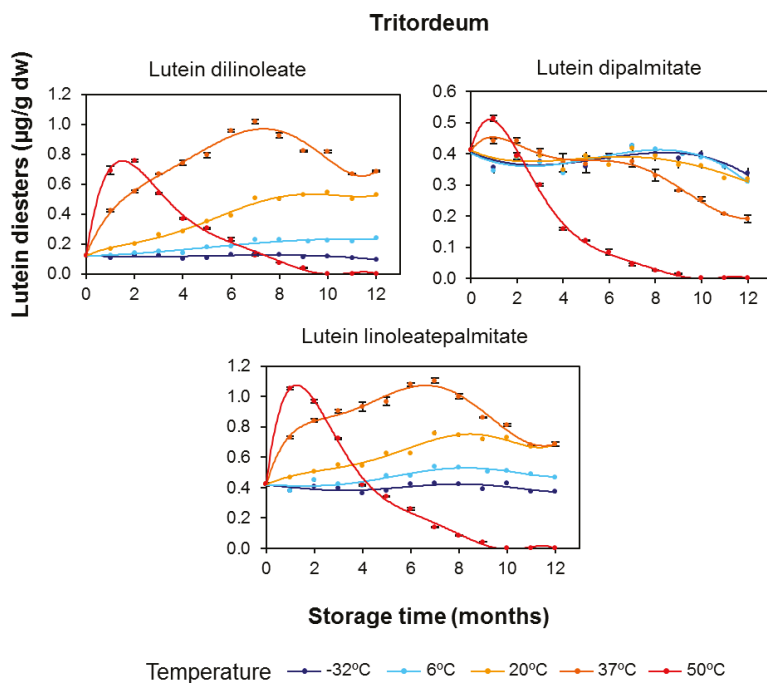 Tritordeum
Lutein dilinoleate
Lutein dipalmitate
Lutein diesters (µg/g dw)
1.2
1.0
0.8
0.6
0.4
0.2
0.0
0 2 4 6 8 10 12
0.6
0.5
0.4
0.3
0.2
0.1
0.0
0 2 4 6 8 10 12
Lutein linoleatepalmitate
1.2
1.0
0.8
0.6
0.4
0.2
0.0
0 2 4 6 8 10 12
Storage time (months)
Temperature -32ºC 6ºC 20ºC 37ºC 50ºC